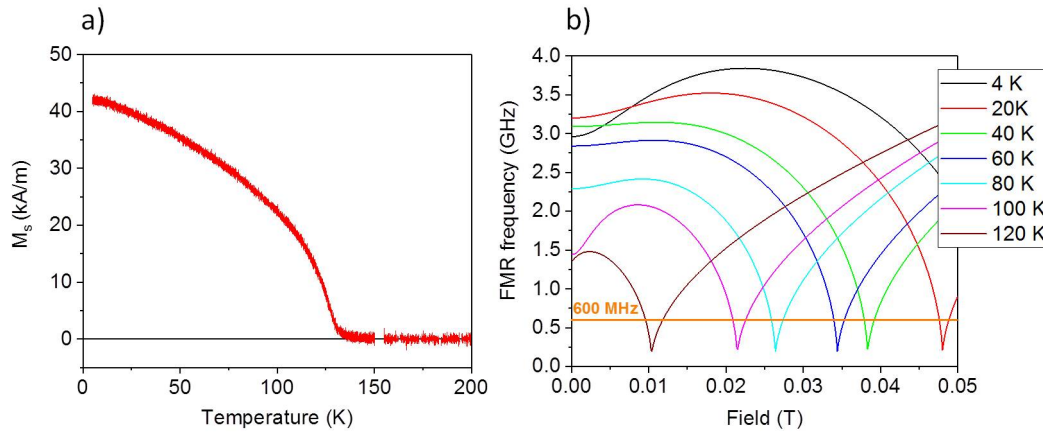 a)
50
40
30
20
10
0
Mₛ (kA/m)
0
50
100
150
200
Temperature (K)
b)
4.0
3.5
3.0
2.5
2.0
1.5
1.0
0.5
0.0
FMR frequency (GHz)
600 MHz
0.00
0.01
0.02
0.03
0.04
0.05
Field (T)
4 K
20K
40 K
60 K
80 K
100 K
120 K